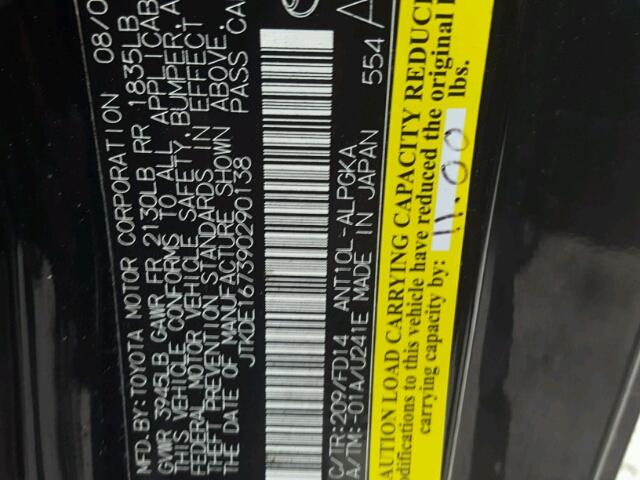 MFD.BY:TOYOTA MOTOR CORPORATION 08/0
GVWR 3945LB GAWR FR 2130LB RR 1835LB
THIS VEHICLE CONFORMS TO ALL APPLICAB
FEDERAL MOTOR VEHICLE SAFETY, BUMPER, A
THEFT PREVENTION STANDARDS IN EFFECT
THE DATE OF MANUFACTURE SHOWN ABOVE.
JTKDE167390290138 PASS CA
C/TR:209/FD14 ANT10L-ALPGKA 554 A
A/TM:-01A/U241E MADE IN JAPAN
AUTION LOAD CARRYING CAPACITY REDUC
difications to this vehicle have reduced the original l
carrying capacity by: 11.00 lbs.